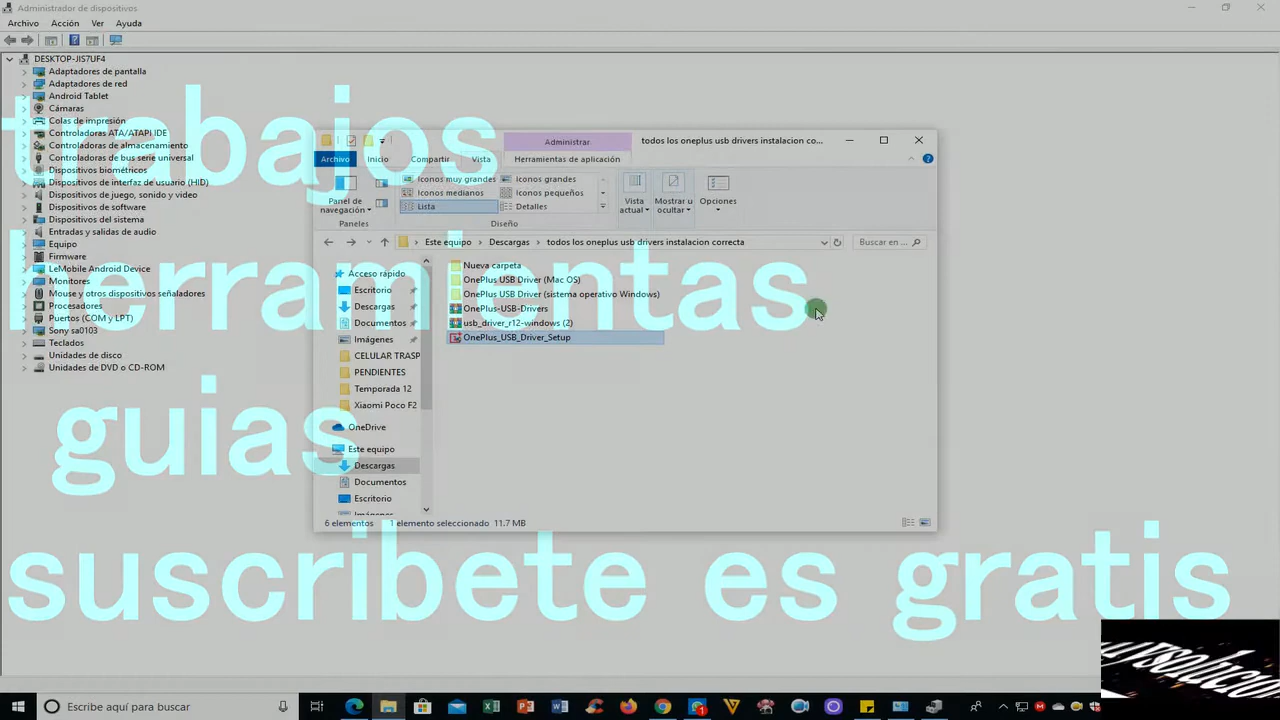 Administrador de dispositivos
Archivo Acción Ver Ayuda
DESKTOP-JIS7UF4
Adaptadores de pantalla
Adaptadores de red
Android Tablet
Cámaras
Colas de impresión
Controladoras ATA/ATAPI IDE
Controladoras de almacenamiento
Controladoras de bus serie universal
Dispositivos biométricos
Dispositivos de interfaz de usuario (HID)
Dispositivos de juego, sonido y video
Dispositivos de software
Dispositivos del sistema
Entradas y salidas de audio
Equipo
Firmware
LeMobile Android Device
Monitores
Mouse y otros dispositivos señaladores
Procesadores
Puertos (COM y LPT)
Sony sa0103
Teclados
Unidades de disco
Unidades de DVD o CD-ROM
trabajos
herramientas
guias
suscribete es gratis
Administrar
todos los oneplus usb drivers instalacion co...
Archivo Inicio Compartir Vista Herramientas de aplicación
Panel de navegación
Iconos muy grandes Iconos grandes
Iconos medianos Iconos pequeños
Lista Detalles
Vista actual
Mostrar u ocultar
Opciones
Paneles Diseño
Este equipo Descargas todos los oneplus usb drivers instalacion correcta
Buscar en ...
Acceso rápido
Escritorio
Descargas
Documentos
Imágenes
CELULAR TRASP
PENDIENTES
Temporada 12
Xiaomi Poco F2
OneDrive
Este equipo
Descargas
Documentos
Escritorio
Imágenes
Nueva carpeta
OnePlus USB Driver (Mac OS)
OnePlus USB Driver (sistema operativo Windows)
OnePlus-USB-Drivers
usb_driver_r12-windows (2)
OnePlus_USB_Driver_Setup
6 elementos 1 elemento seleccionado 11.7 MB
Escribe aquí para buscar